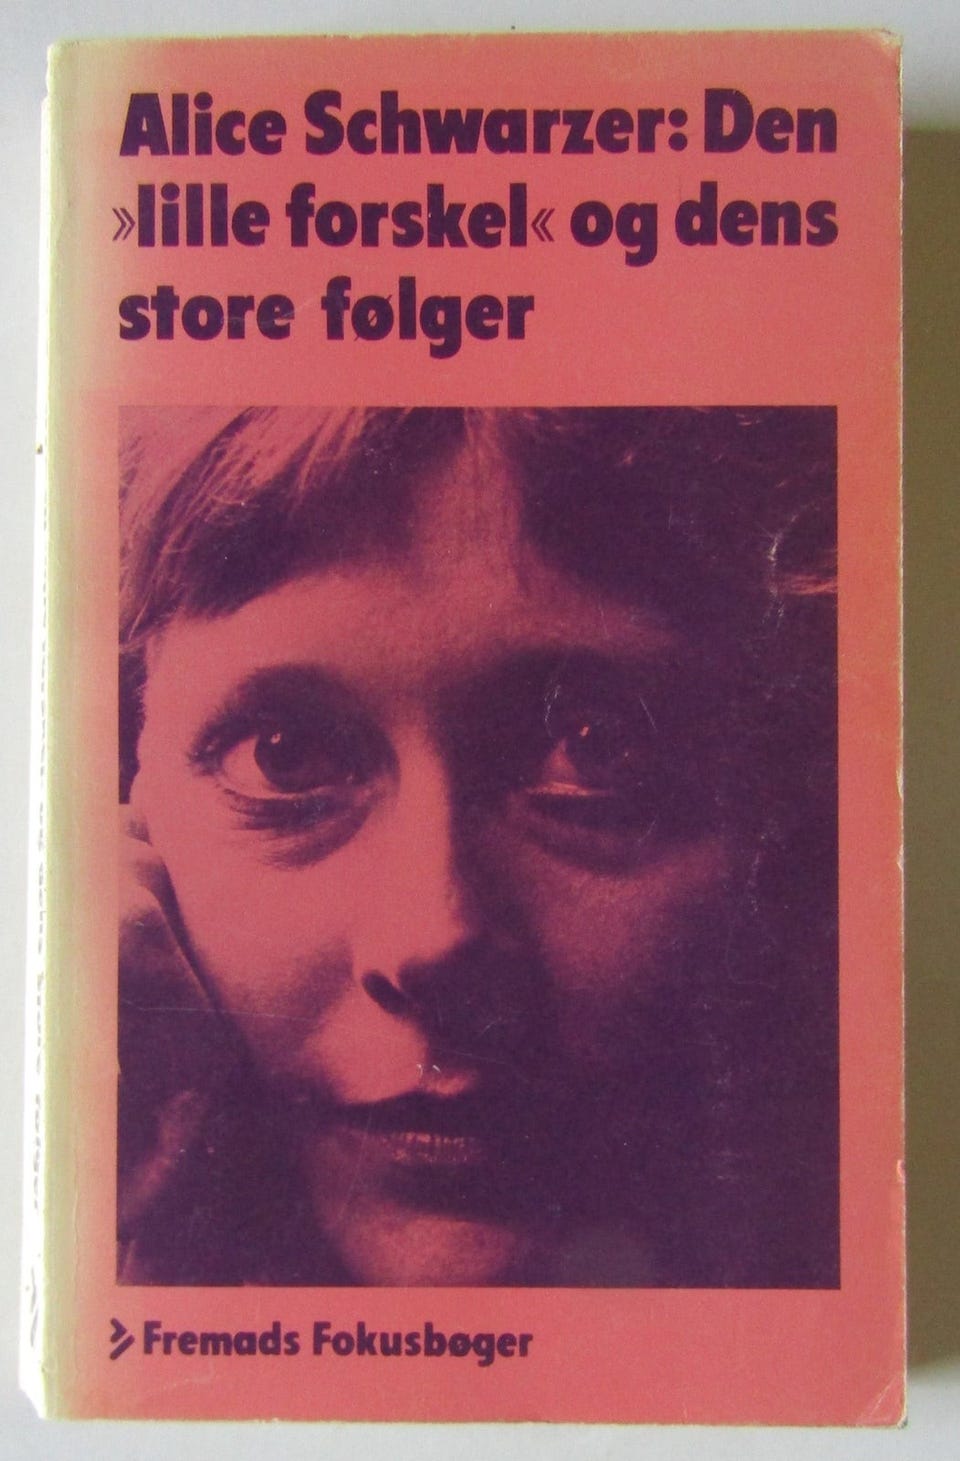 Alice Schwarzer: Den
»lille forskel« og dens
store følger
Fremads Fokusbøger